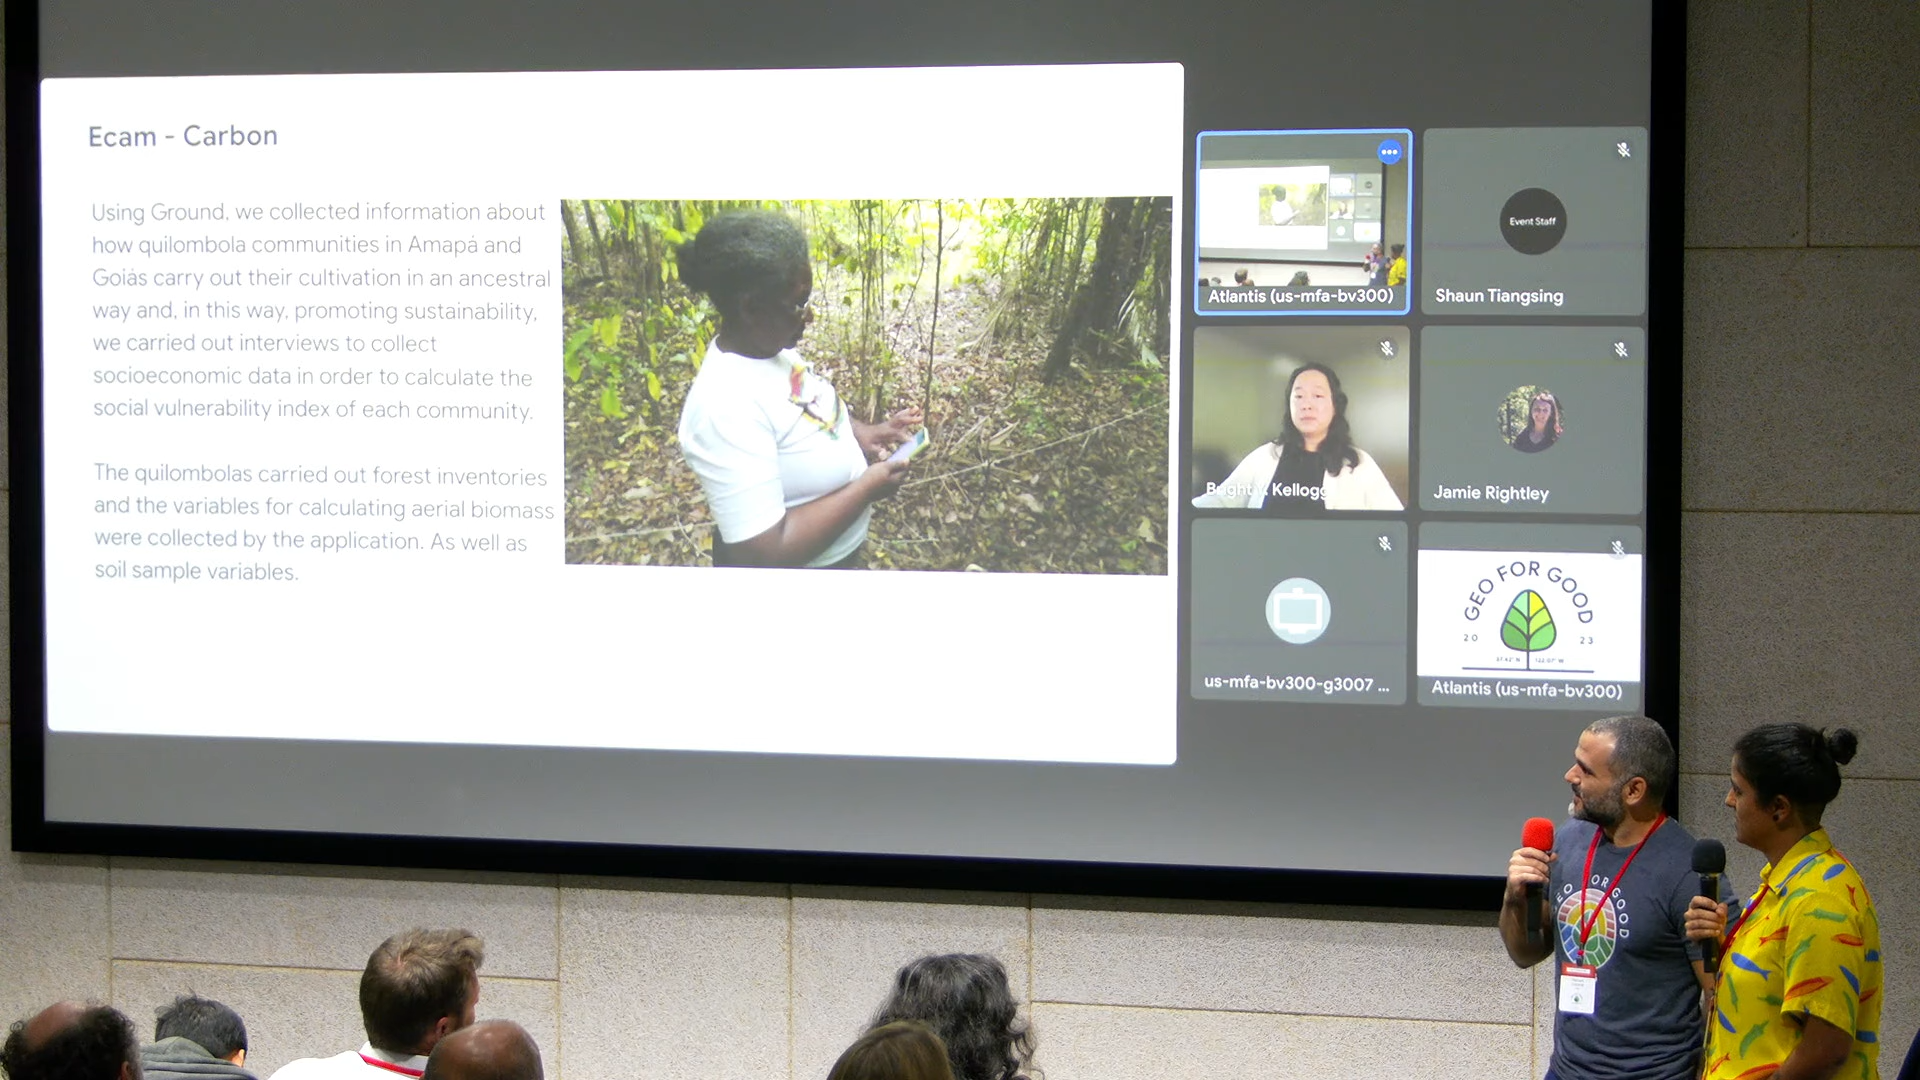 Ecam - Carbon
Using Ground, we collected information about
how quilombola communities in Amapá and
Goiás carry out their cultivation in an ancestral
way and, in this way, promoting sustainability,
we carried out interviews to collect
socioeconomic data in order to calculate the
social vulnerability index of each community.
The quilombolas carried out forest inventories
and the variables for calculating aerial biomass
were collected by the application. As well as
soil sample variables.
Atlantis (us-mfa-bv300)
Event Staff
Shaun Tiangsing
Kellogg
Jamie Rightley
us-mfa-bv300-g3007 ...
GEO FOR GOOD
20 23
Atlantis (us-mfa-bv300)
GEO FOR GOOD